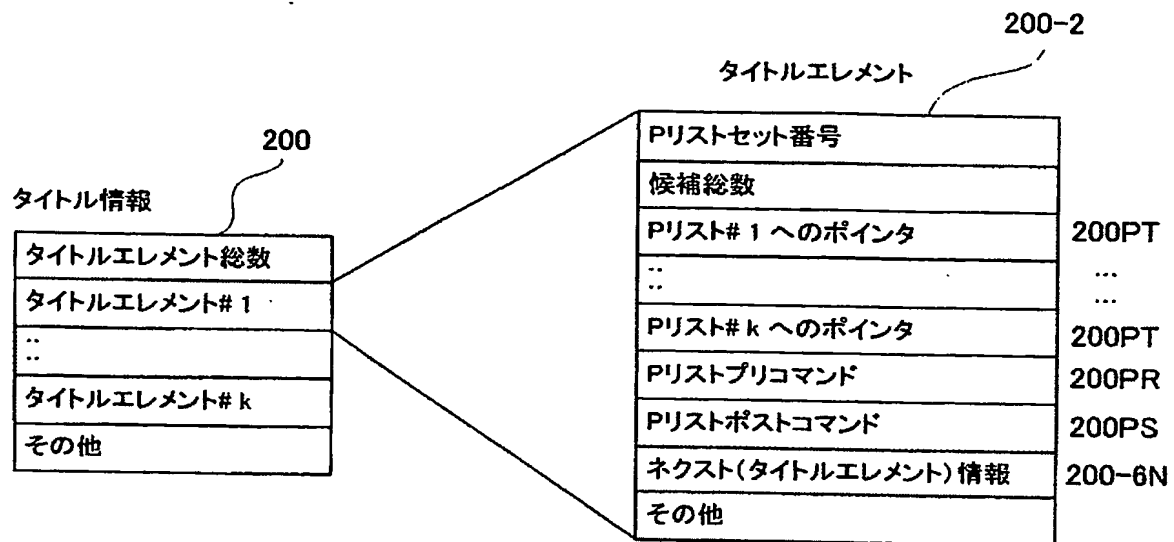 200-2
タイトルエレメント
200
タイトル情報
タイトルエレメント総数
タイトルエレメント#1
::
タイトルエレメント#k
その他
Pリストセット番号
候補総数
Pリスト#1へのポインタ 200PT
:: ...
...
Pリスト#kへのポインタ 200PT
Pリストプリコマンド 200PR
Pリストポストコマンド 200PS
ネクスト(タイトルエレメント)情報 200-6N
その他